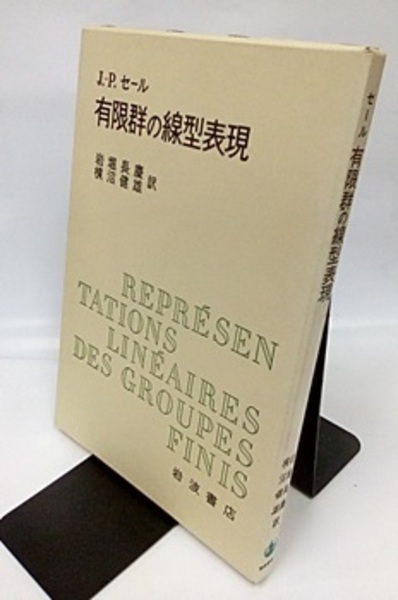 J.-P. セール
有限群の線型表現
岩堀長慶
横沼健雄
訳
REPRÉSEN
TATIONS
LINÉAIRES
DES GROUPES
FINIS
岩波書店
セール 有限群の線型表現